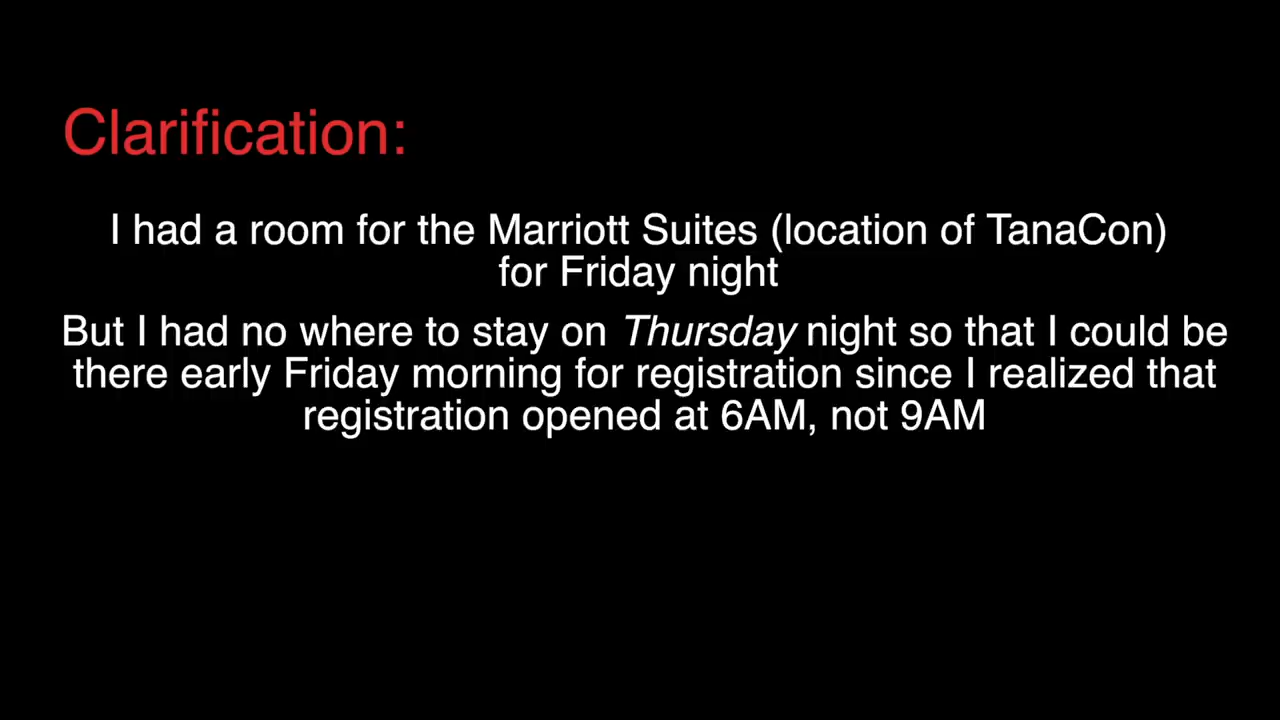 Clarification:
I had a room for the Marriott Suites (location of TanaCon)
for Friday night
But I had no where to stay on Thursday night so that I could be
there early Friday morning for registration since I realized that
registration opened at 6AM, not 9AM